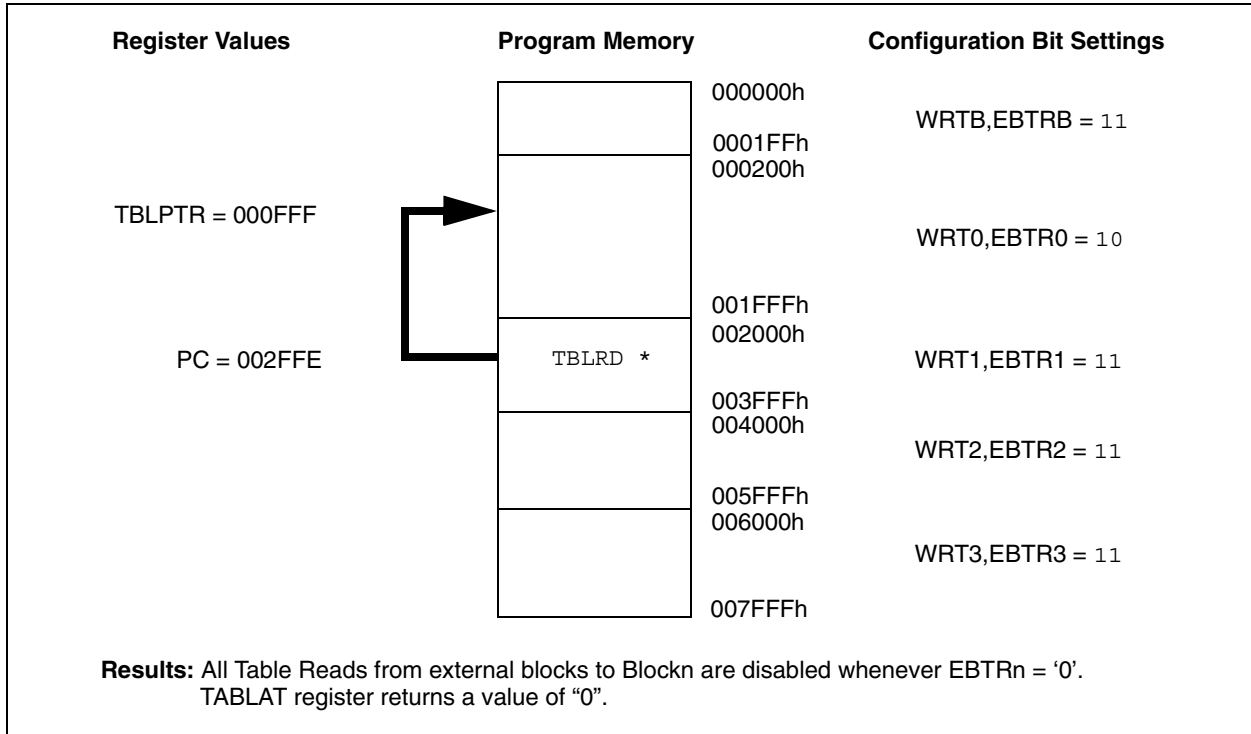 Register Values
Program Memory
Configuration Bit Settings
000000h
WRTB,EBTRB = 11
0001FFh
000200h
TBLPTR = 000FFF
WRT0,EBTR0 = 10
001FFFh
002000h
PC = 002FFE
TBLRD *
WRT1,EBTR1 = 11
003FFFh
004000h
WRT2,EBTR2 = 11
005FFFh
006000h
WRT3,EBTR3 = 11
007FFFh
Results: All Table Reads from external blocks to Blockn are disabled whenever EBTRn = ‘0’.
TABLAT register returns a value of “0”.